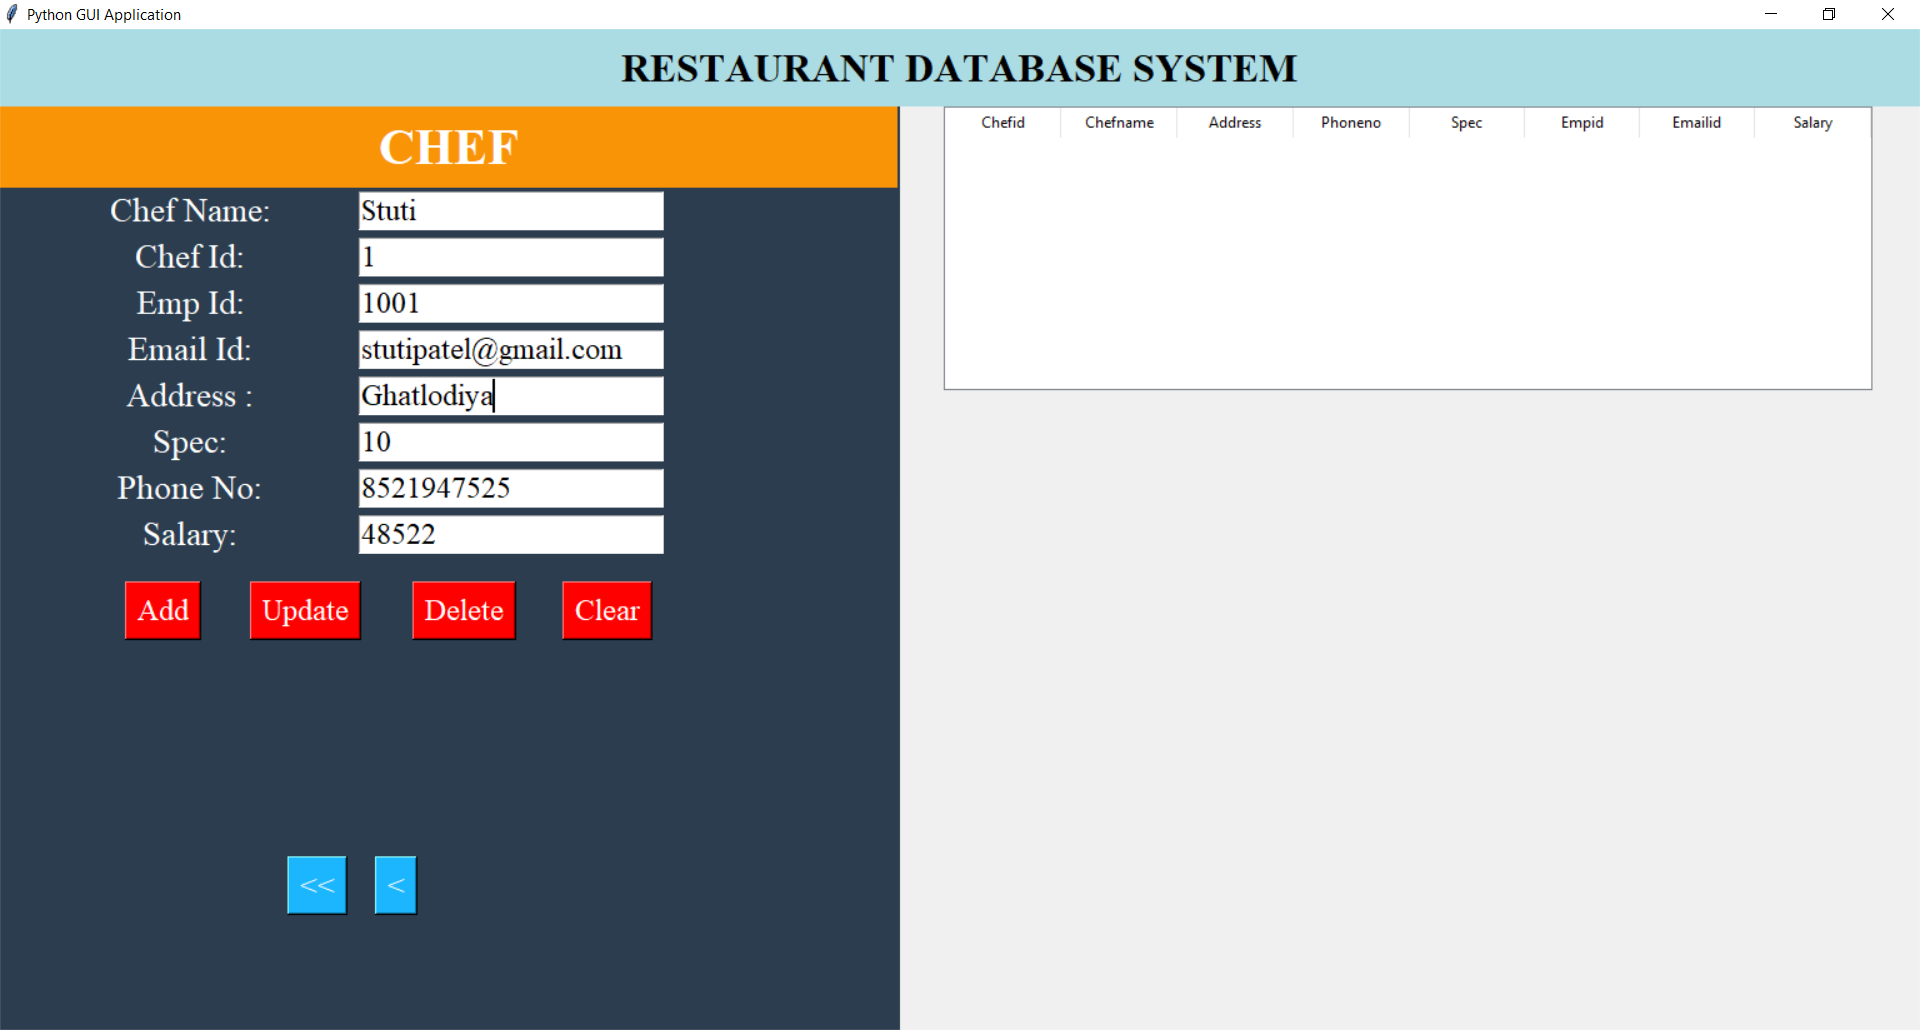 Python GUI Application
RESTAURANT DATABASE SYSTEM
CHEF
Chef Name: Stuti
Chef Id: 1
Emp Id: 1001
Email Id: stutipatel@gmail.com
Address : Ghatlodiya
Spec: 10
Phone No: 8521947525
Salary: 48522
Add Update Delete Clear
<< <
Chefid Chefname Address Phoneno Spec Empid Emailid Salary